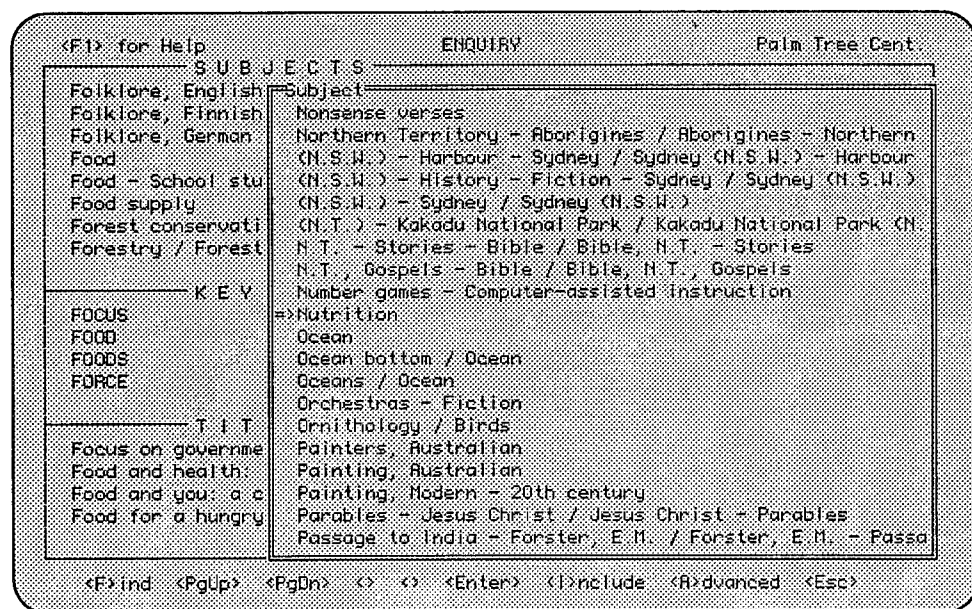 <F1> for Help ENQUIRY Palm Tree Cent.
S U B J E C T S
Folklore, English
Folklore, Finnish
Folklore, German
Food
Food - School stu
Food supply
Forest conservati
Forestry / Forest
K E Y
FOCUS
FOOD
FOODS
FORCE
T I T
Focus on governme
Food and health:
Food and you: a c
Food for a hungry
Subject
Nonsense verses
Northern Territory - Aborigines / Aborigines - Northern
(N.S.W.) - Harbour - Sydney / Sydney (N.S.W.) - Harbour
(N.S.W.) - History - Fiction - Sydney / Sydney (N.S.W.)
(N.S.W.) - Sydney / Sydney (N.S.W.)
(N.T.) - Kakadu National Park / Kakadu National Park (N.
N.T. - Stories - Bible / Bible, N.T. - Stories
N.T., Gospels - Bible / Bible, N.T., Gospels
Number games - Computer-assisted instruction
=>Nutrition
Ocean
Ocean bottom / Ocean
Oceans / Ocean
Orchestras - Fiction
Ornithology / Birds
Painters, Australian
Painting, Australian
Painting, Modern - 20th century
Parables - Jesus Christ / Jesus Christ - Parables
Passage to India - Forster, E.M. / Forster, E.M. - Passa
<F>ind <PgUp> <PgDn> <> <> <Enter> <I>nclude <A>dvanced <Esc>